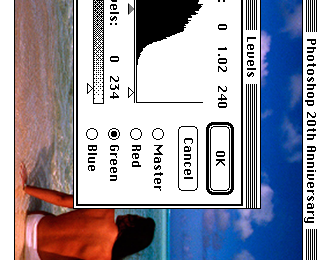 Photoshop 20th Anniversary
Levels
: 0 1.02 240
OK
Cancel
Master
Red
Green
Blue
els: 0 234